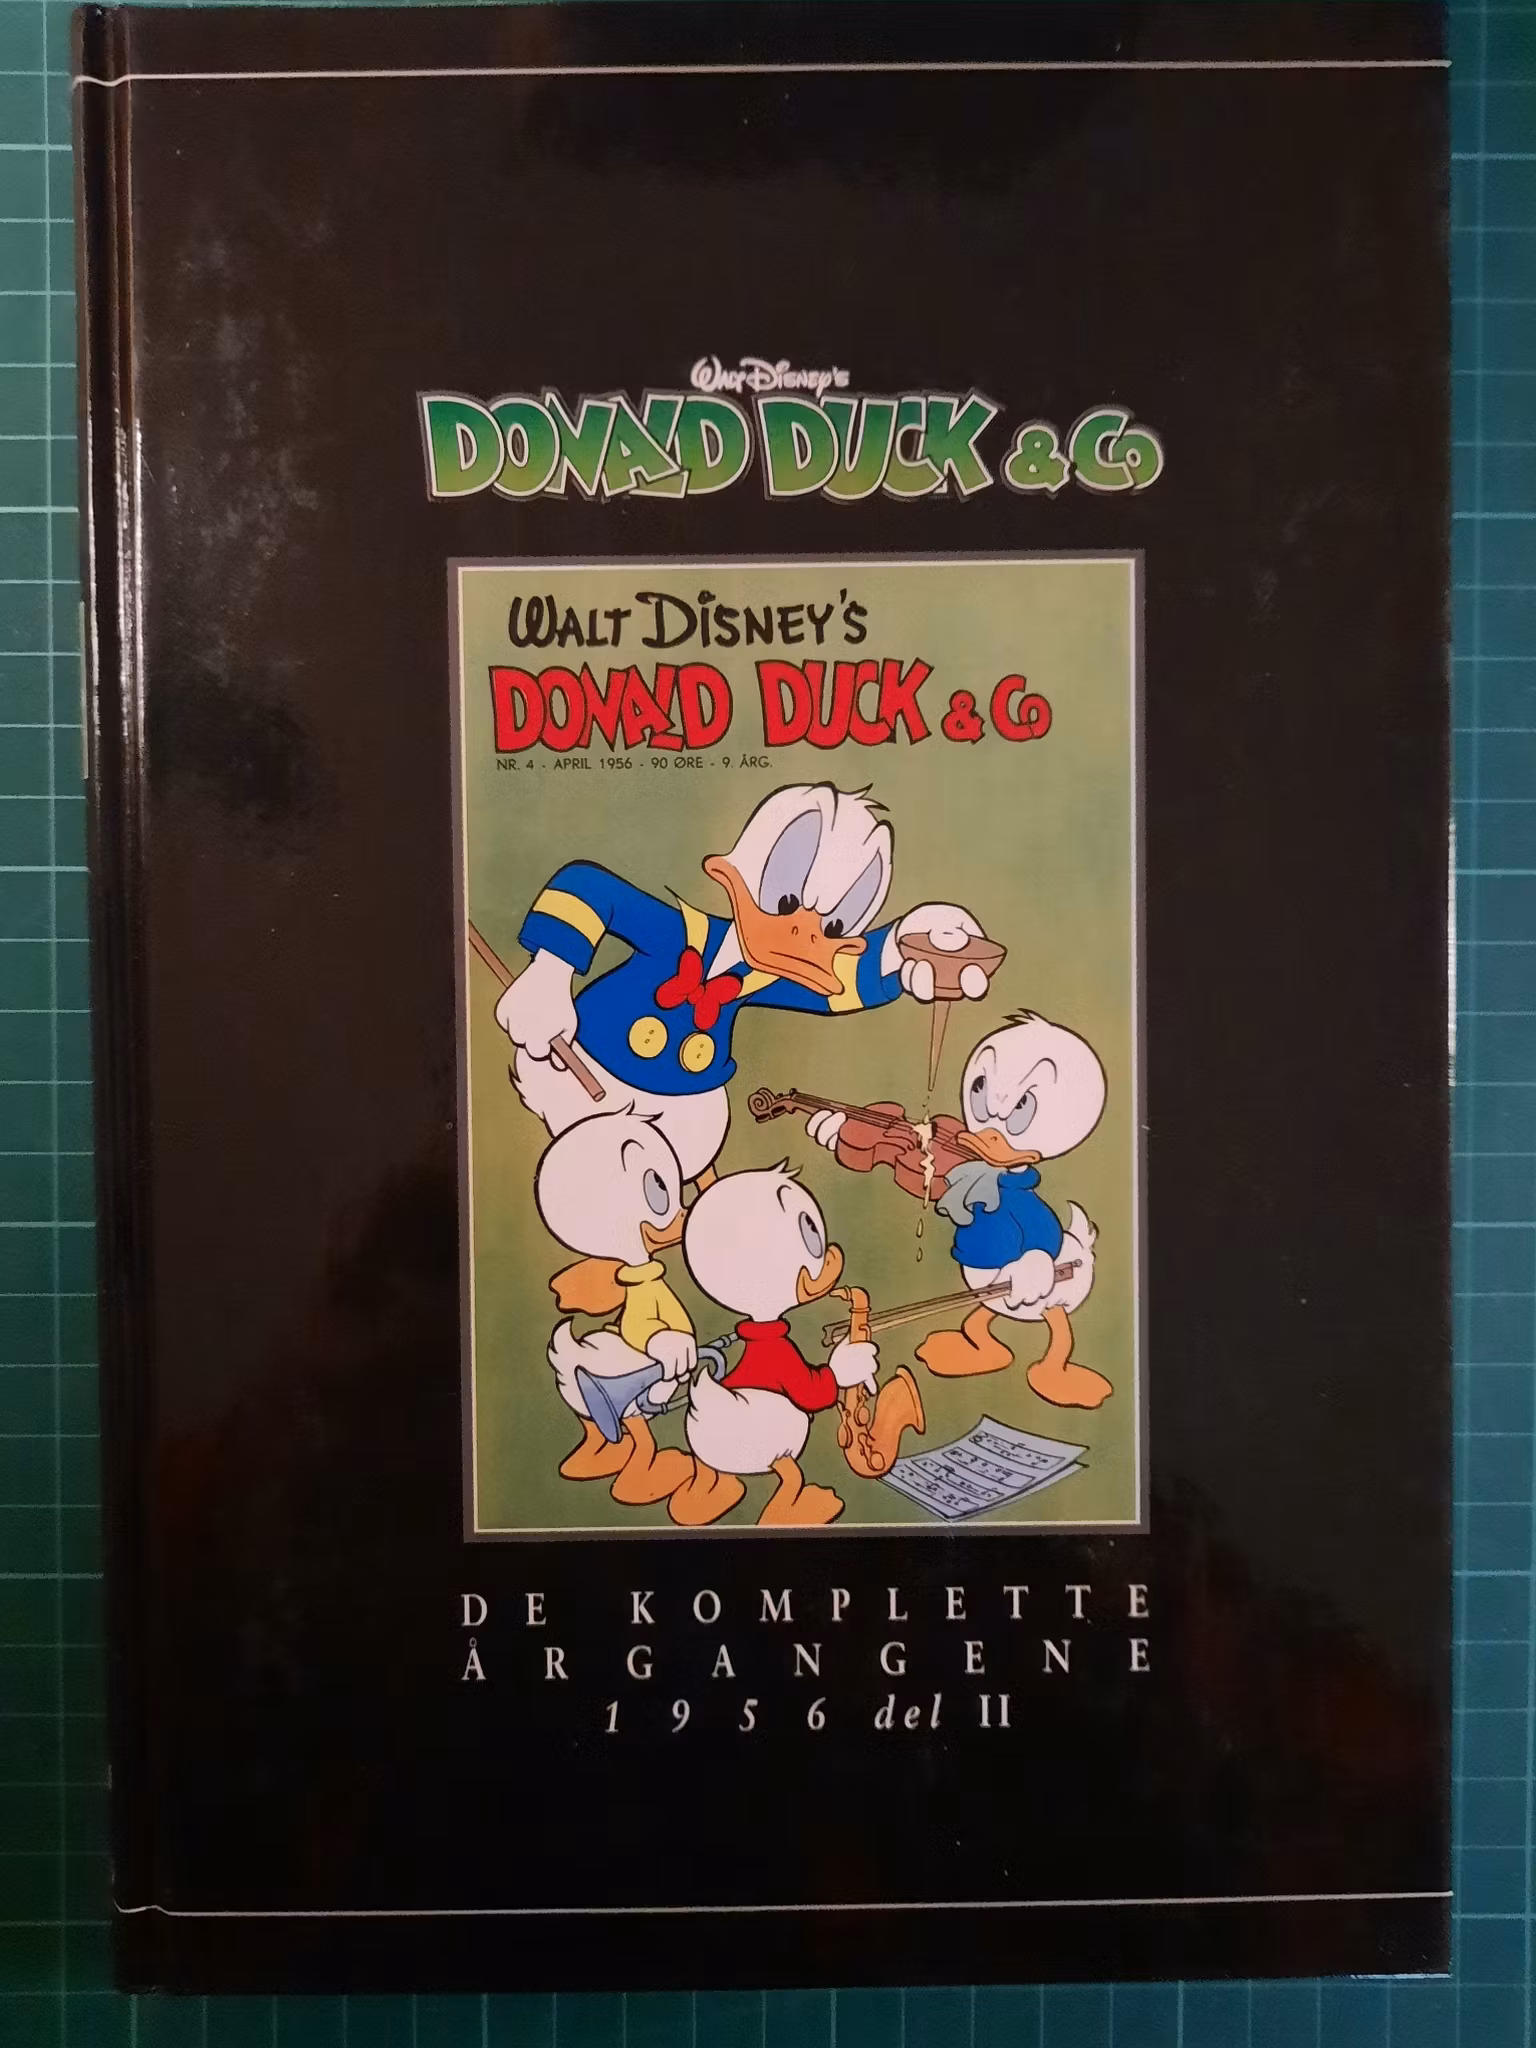 Walt Disney's
DONALD DUCK & Co
Walt Disney's
DONALD DUCK & Co
NR. 4 - APRIL 1956 - 90 ØRE - 9. ÅRG.
DE KOMPLETTE
ÅRGANGENE
1956 del II